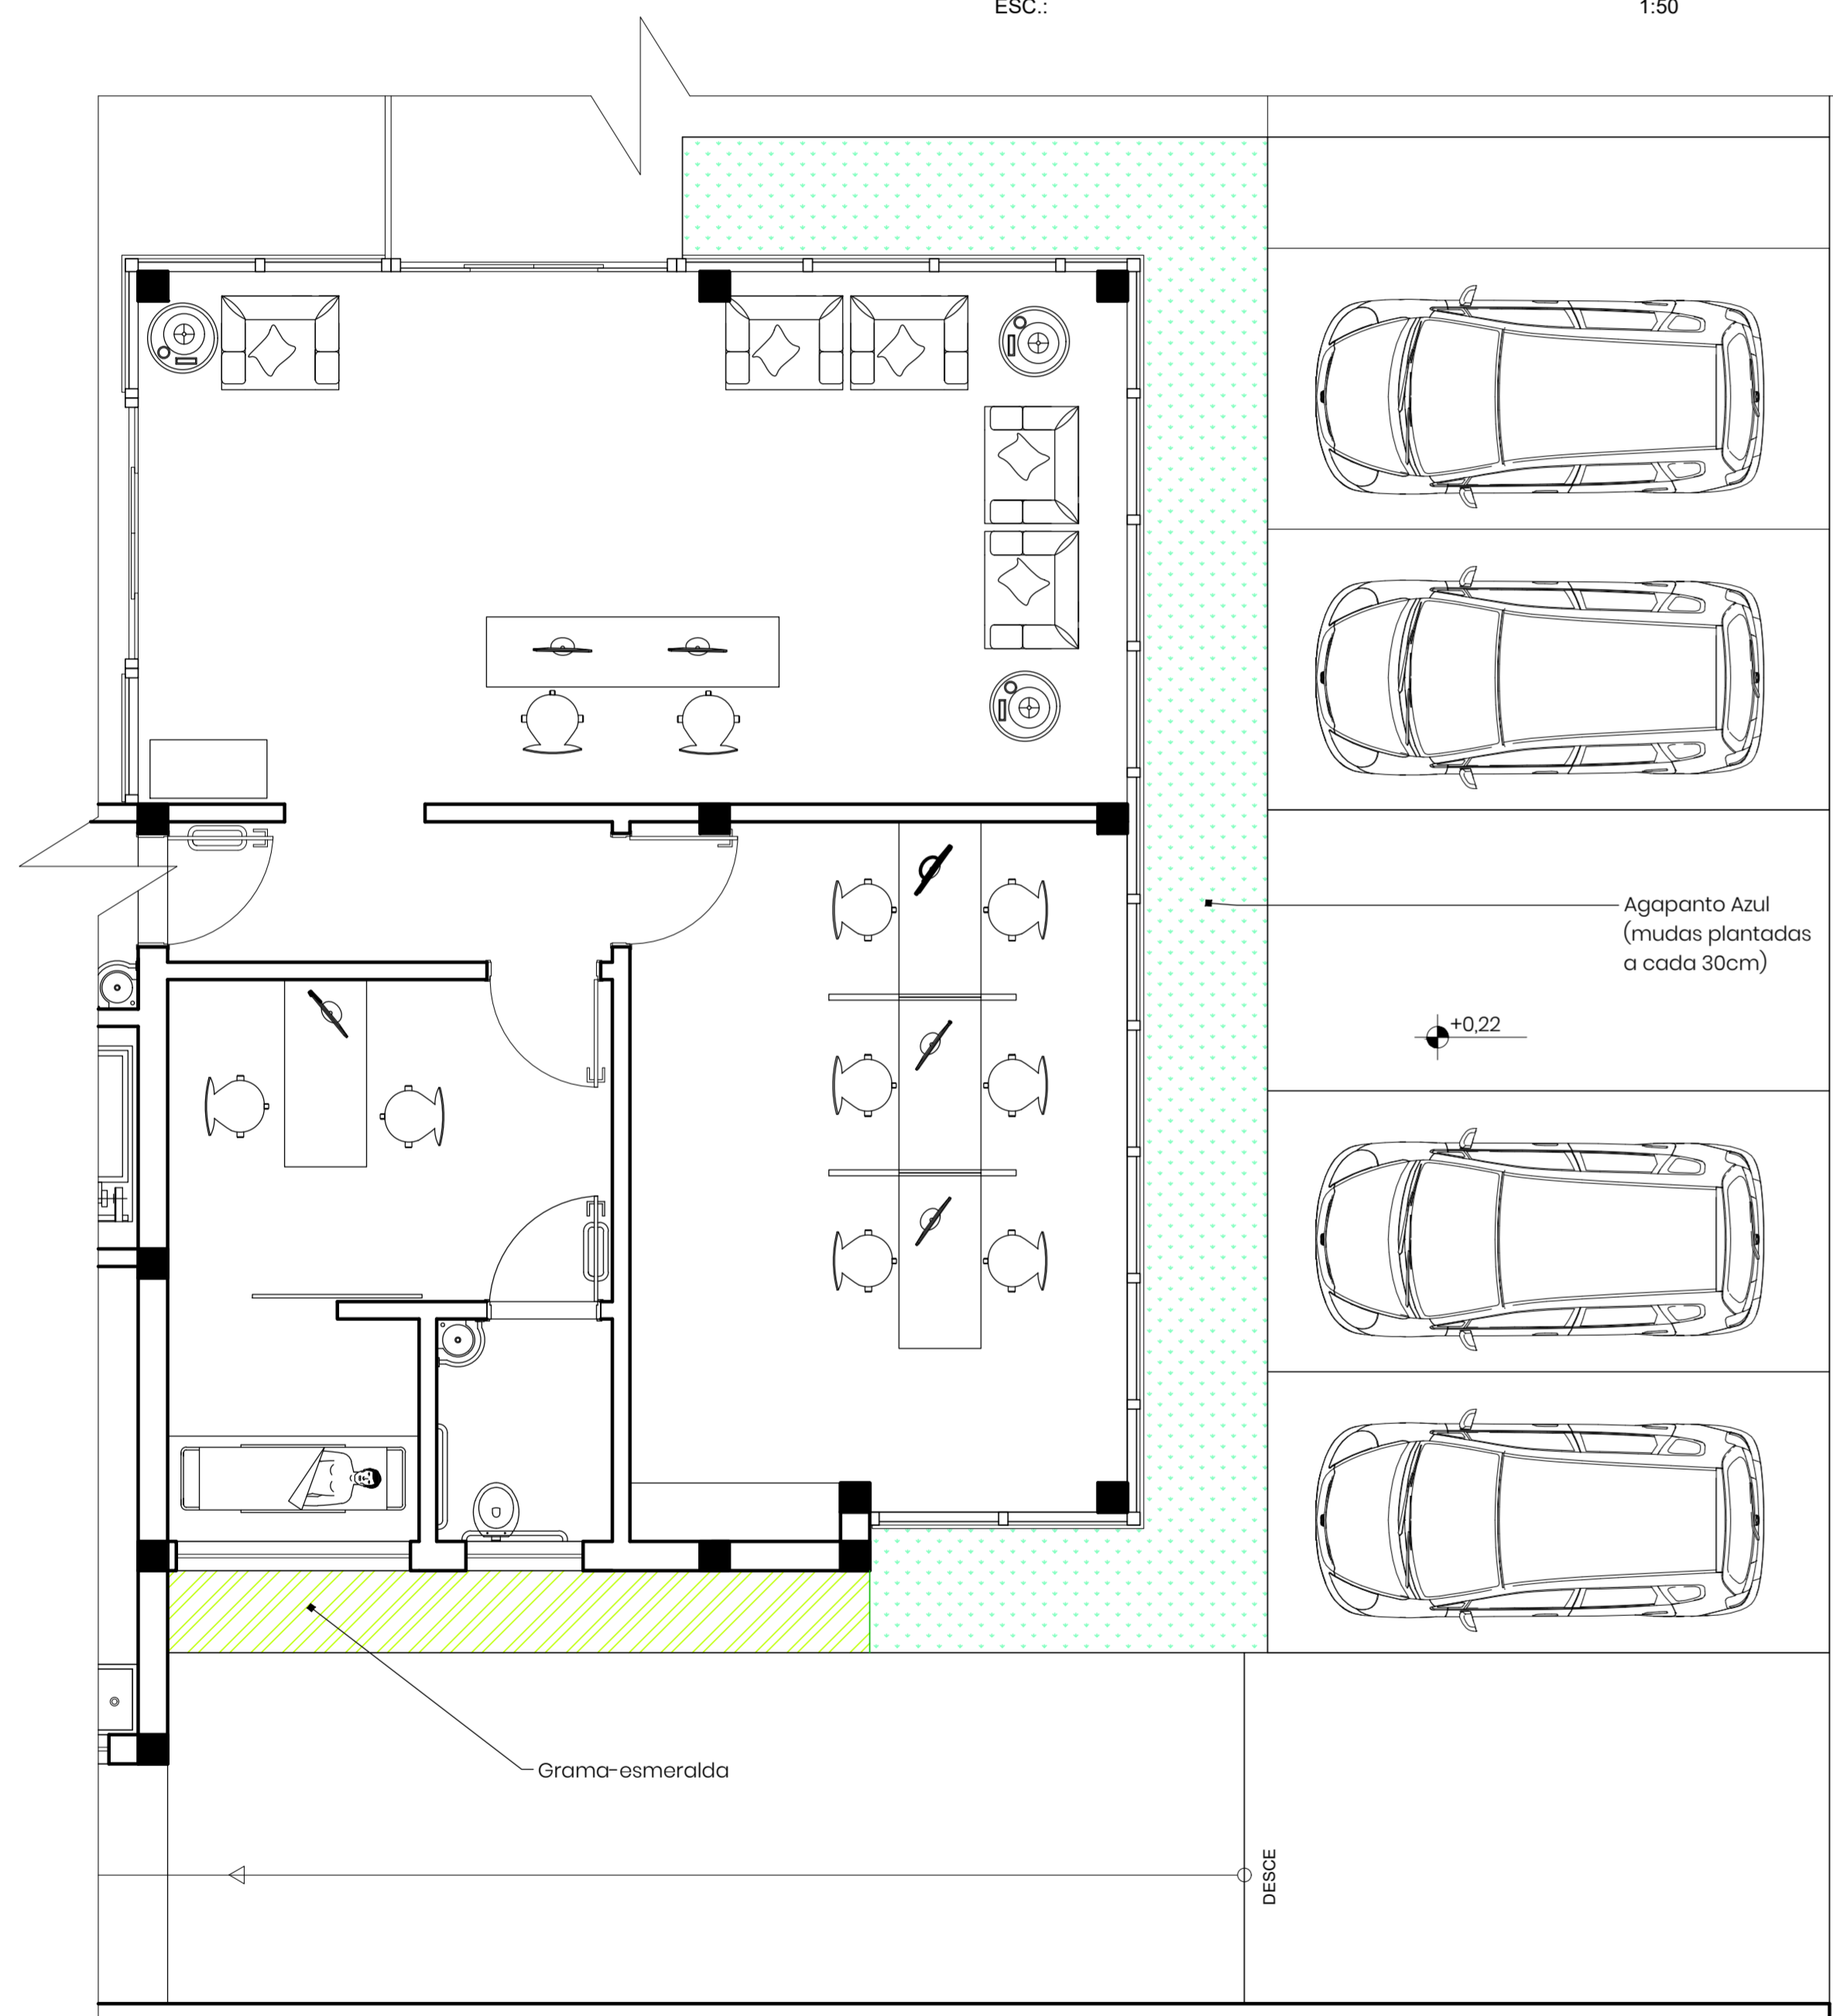 ESC.: 1:50
Agapanto Azul
(mudas plantadas
a cada 30cm)
+0,22
Grama-esmeralda
DESCE